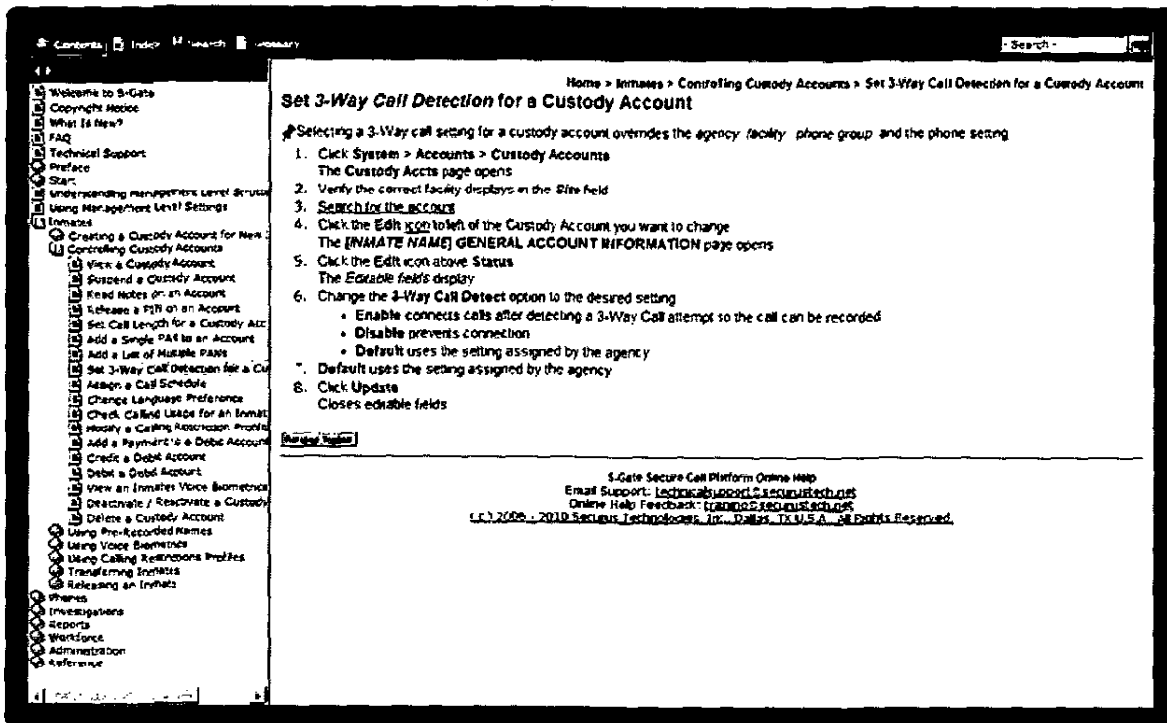 Contents Index Search Glossary
- Search -
Welcome to S-Gate
Copyright Notice
What Is New?
FAQ
Technical Support
Preface
Start
Understanding Management Level Structu
Using Management Level Settings
Inmates
Creating a Custody Account for New
Controlling Custody Accounts
View a Custody Account
Suspend a Custody Account
Read Notes on an Account
Release a PIN on an Account
Set Call Length for a Custody Acc
Add a Single PAN to an Account
Add a List of Multiple PANs
Set 3-Way Call Detection for a Cu
Assign a Call Schedule
Change Language Preference
Check Calling Usage for an Inmat
Modify a Calling Restriction Profile
Add a Payment to a Debit Account
Credit a Debit Account
Debit a Debit Account
View an Inmates Voice Biometrics
Deactivate / Reactivate a Custody
Delete a Custody Account
Using Pre-Recorded Names
Using Voice Biometrics
Using Calling Restrictions Profiles
Transferring Inmates
Releasing an Inmate
Phones
Investigations
Reports
Workforce
Administration
Reference
Home > Inmates > Controlling Custody Accounts > Set 3-Way Call Detection for a Custody Account
Set 3-Way Call Detection for a Custody Account
Selecting a 3-Way call setting for a custody account overrides the agency facility phone group and the phone setting
1. Click System > Accounts > Custody Accounts
The Custody Accts page opens
2. Verify the correct facility displays in the Site field
3. Search for the account
4. Click the Edit icon to left of the Custody Account you want to change
The [INMATE NAME] GENERAL ACCOUNT INFORMATION page opens
5. Click the Edit icon above Status
The Editable fields display
6. Change the 3-Way Call Detect option to the desired setting
• Enable connects calls after detecting a 3-Way Call attempt so the call can be recorded
• Disable prevents connection
• Default uses the setting assigned by the agency
7. Default uses the setting assigned by the agency
8. Click Update
Closes editable fields
Related Topics
S-Gate Secure Call Platform Online Help
Email Support: technicalsupport@securustech.net
Online Help Feedback: training@securustech.net
(c) 2009 - 2010 Securus Technologies, Inc., Dallas, TX U.S.A. All Rights Reserved.